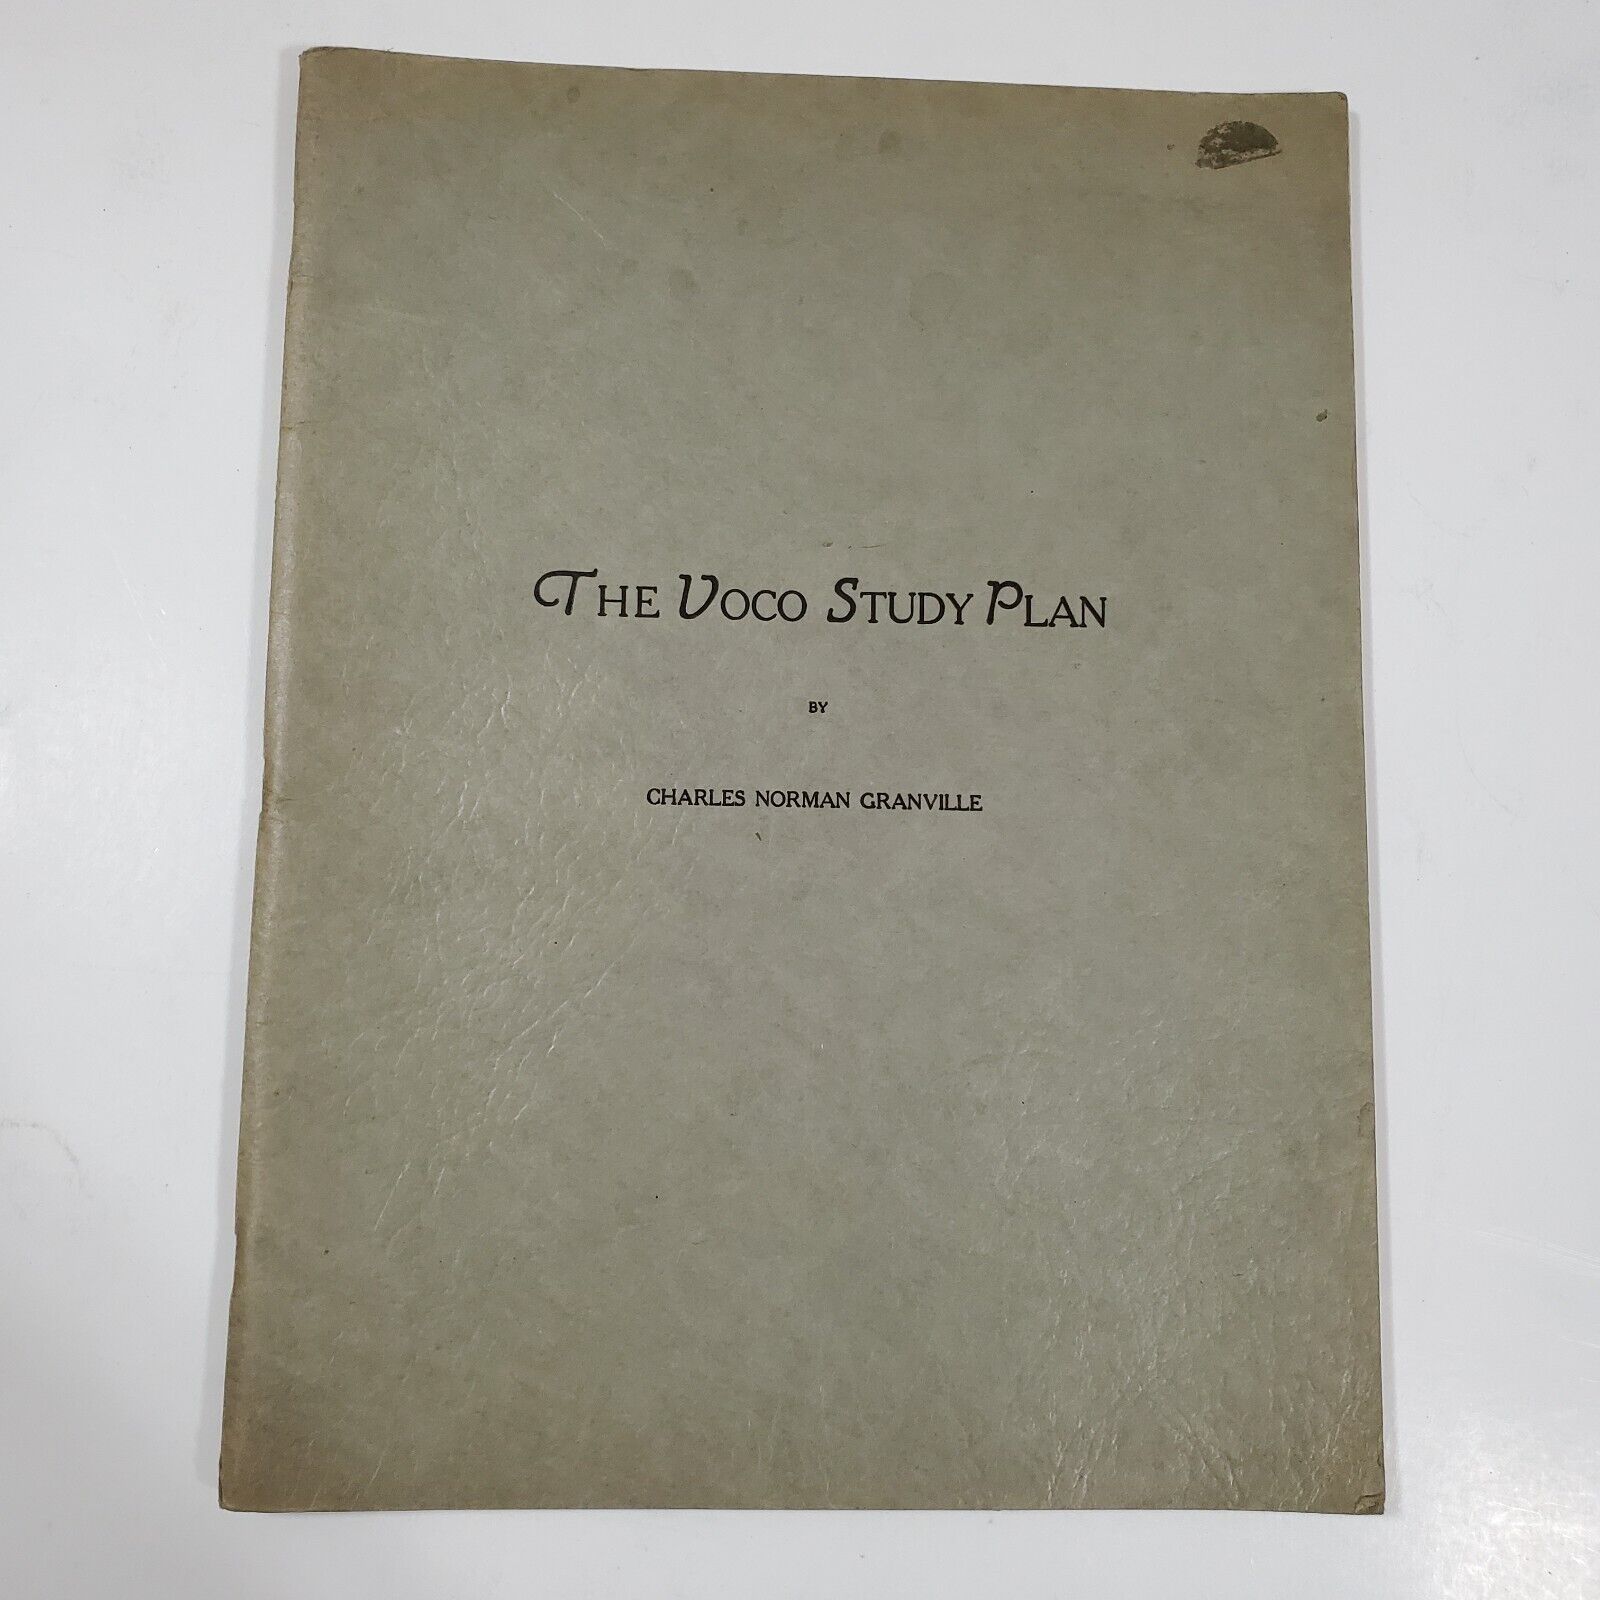 THE VOCO STUDY PLAN
BY
CHARLES NORMAN GRANVILLE